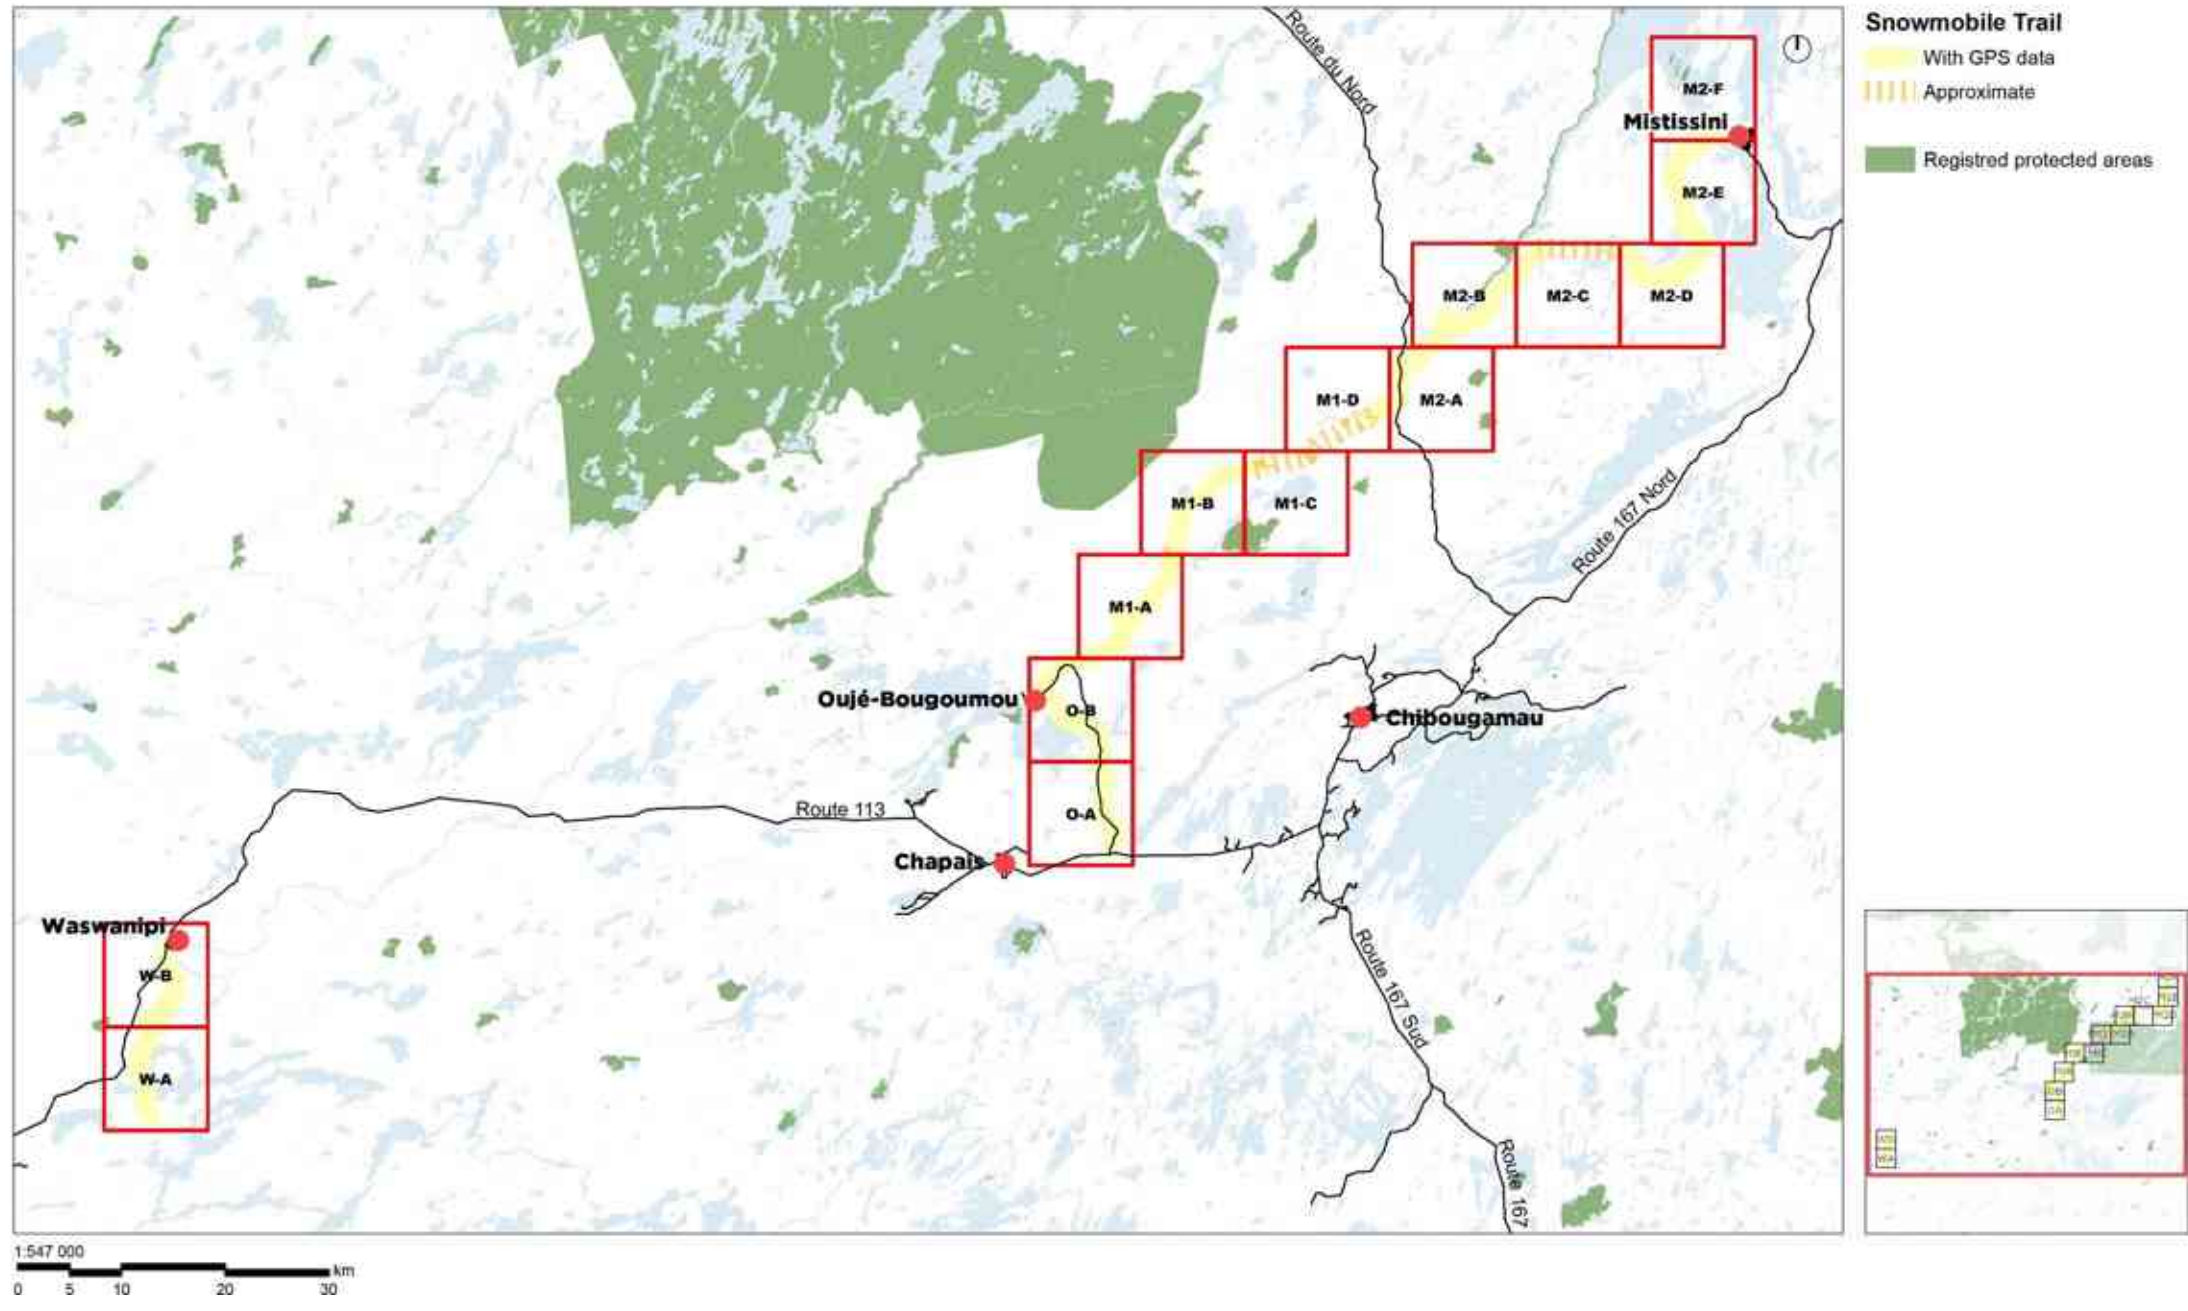 Snowmobile Trail
With GPS data
Approximate
Registred protected areas
Route du Nord
M2-F
Mistissini
M2-E
M2-B
M2-C
M2-D
M1-D
M2-A
M1-B
M1-C
Route 167 Nord
M1-A
Oujé-Bougoumou
O-B
Chibougamau
Route 113
O-A
Chapais
Waswanipi
W-B
Route 167 Sud
W-A
Route 167
1:547 000
km
0 5 10 20 30